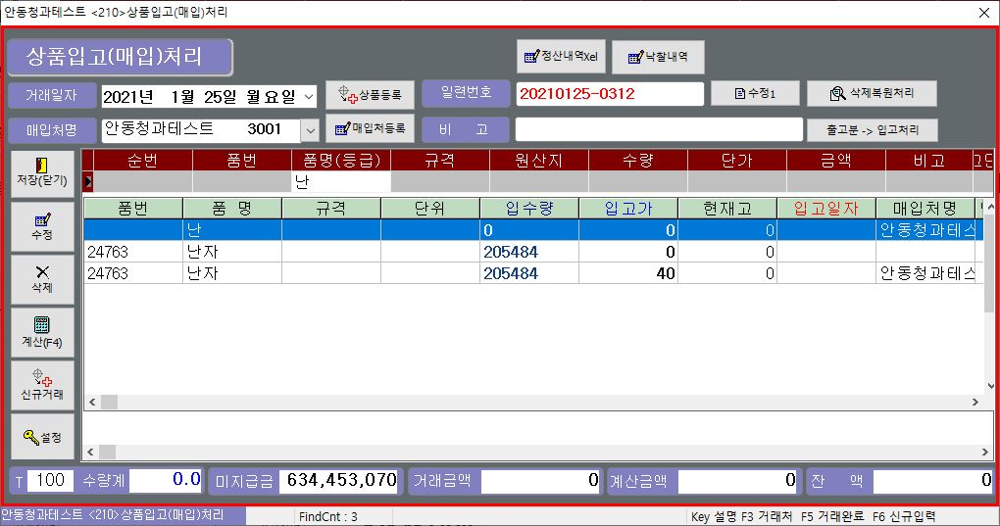 안동청과테스트 <210>상품입고(매입)처리
상품입고(매입)처리
정산내역Xel
낙찰내역
거래일자
2021년 1월 25일 월요일
상품등록
일련번호
20210125-0312
수정1
삭제복원처리
매입처명
안동청과테스트 3001
매입처등록
비 고
출고분 -> 입고처리
저장(닫기)
수정
삭제
계산(F4)
신규거래
설정
순번 품번 품명(등급) 규격 원산지 수량 단가 금액 비고
난
품번 품 명 규격 단위 입수량 입고가 현재고 입고일자 매입처명
난 0 0 0 안동청과테스
24763 난자 205484 0 0
24763 난자 205484 40 0 안동청과테스
T 100 수량계 0.0 미지급금 634,453,070 거래금액 0 계산금액 0 잔 액 0
안동청과테스트 <210>상품입고(매입)처리 FindCnt : 3 Key 설명 F3 거래처 F5 거래완료 F6 신규입력